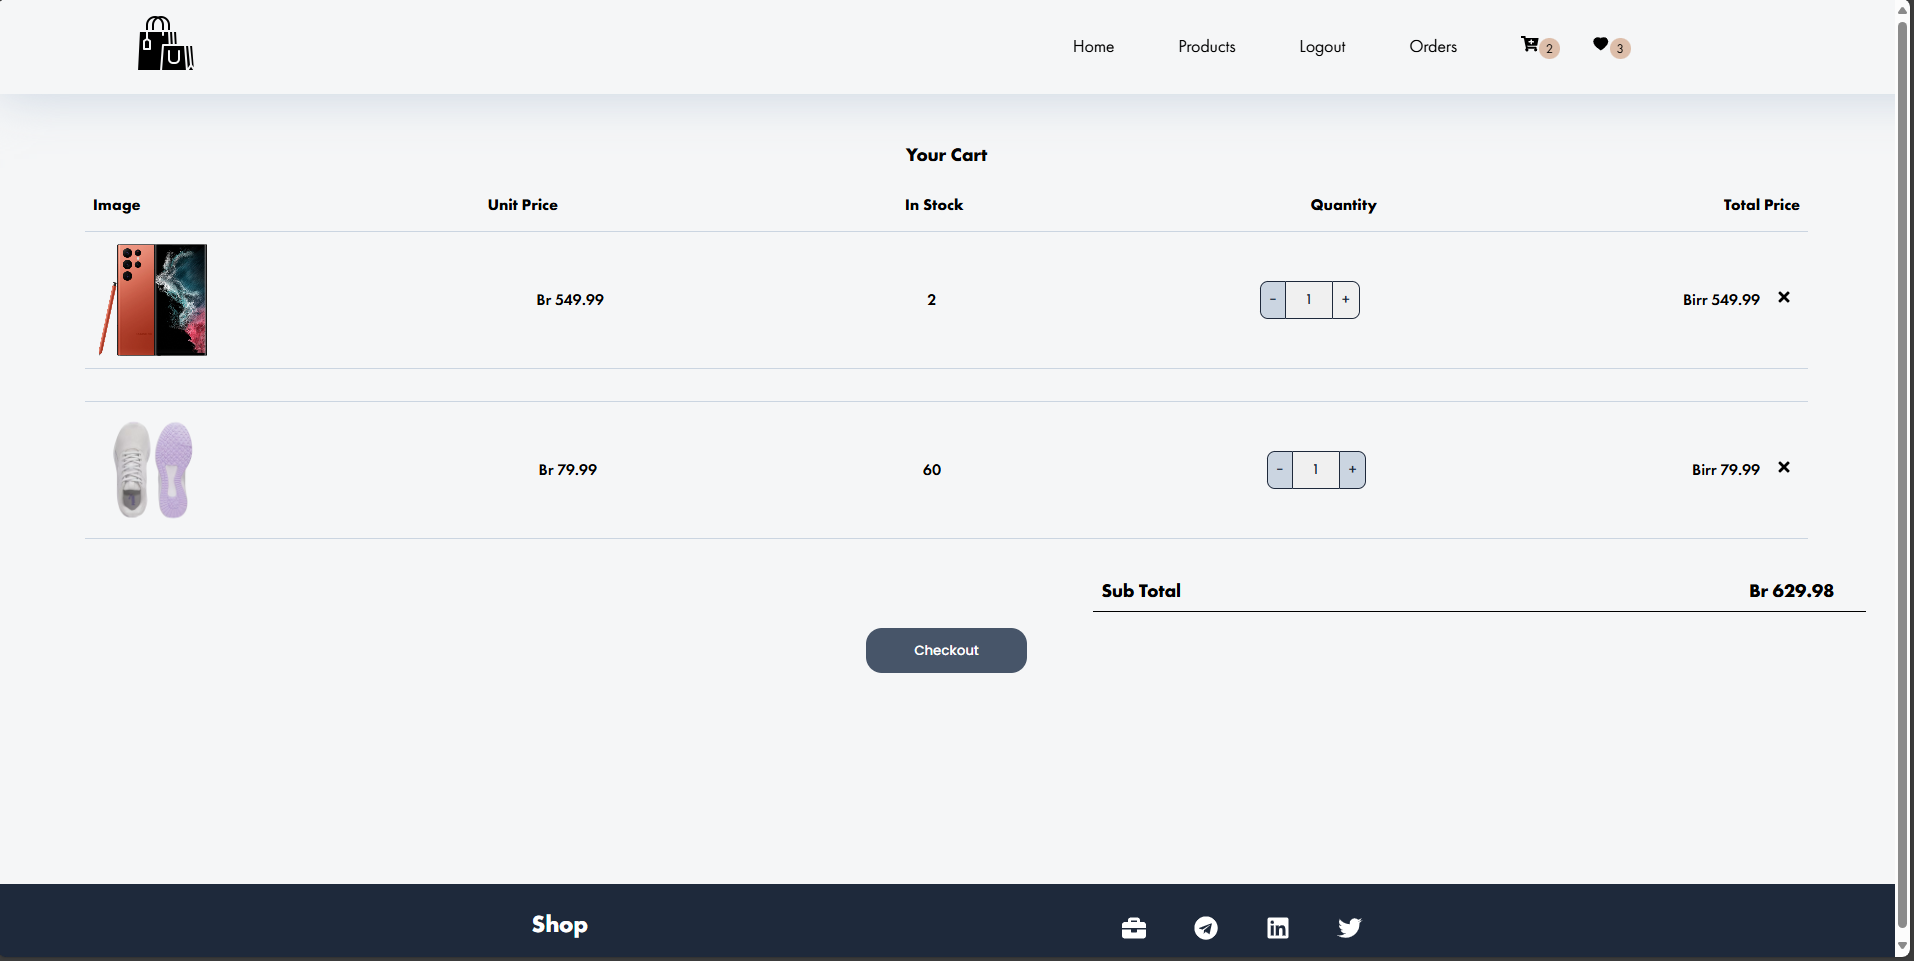 U
Home Products Logout Orders 2 3
Your Cart
Image Unit Price In Stock Quantity Total Price
Br 549.99 2 - 1 + Birr 549.99 ×
Br 79.99 60 - 1 + Birr 79.99 ×
Sub Total Br 629.98
Checkout
Shop in